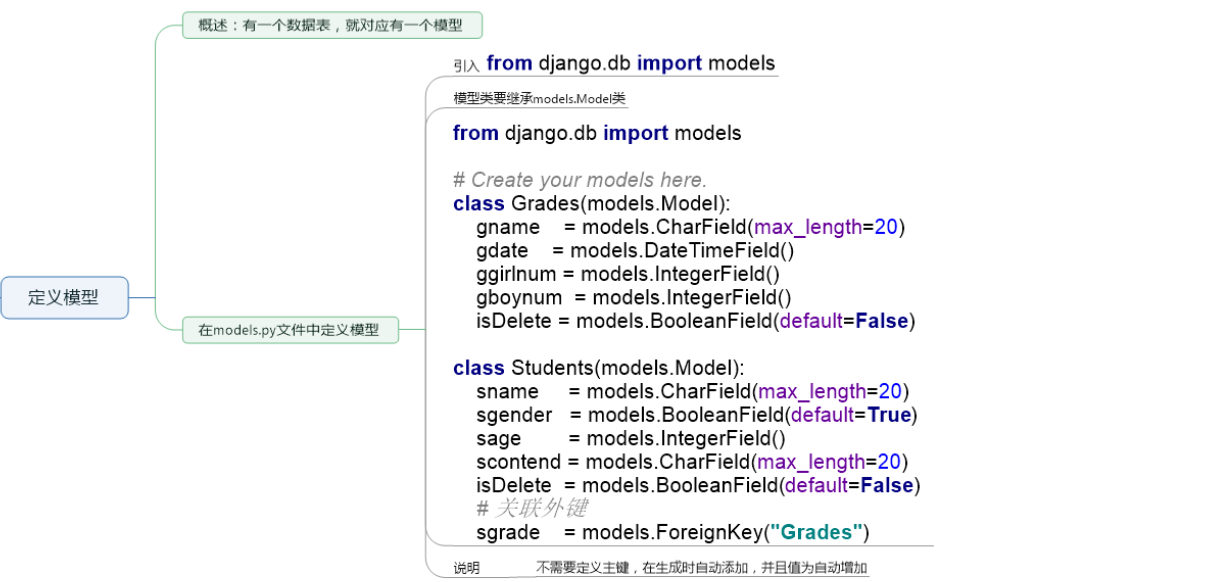 概述：有一个数据表，就对应有一个模型
引入 from django.db import models
模型类要继承models.Model类
from django.db import models
# Create your models here.
class Grades(models.Model):
gname = models.CharField(max_length=20)
gdate = models.DateTimeField()
ggirlnum = models.IntegerField()
gboynum = models.IntegerField()
isDelete = models.BooleanField(default=False)
定义模型
在models.py文件中定义模型
class Students(models.Model):
sname = models.CharField(max_length=20)
sgender = models.BooleanField(default=True)
sage = models.IntegerField()
scontend = models.CharField(max_length=20)
isDelete = models.BooleanField(default=False)
# 关联外键
sgrade = models.ForeignKey("Grades")
说明 不需要定义主键，在生成时自动添加，并且值为自动增加